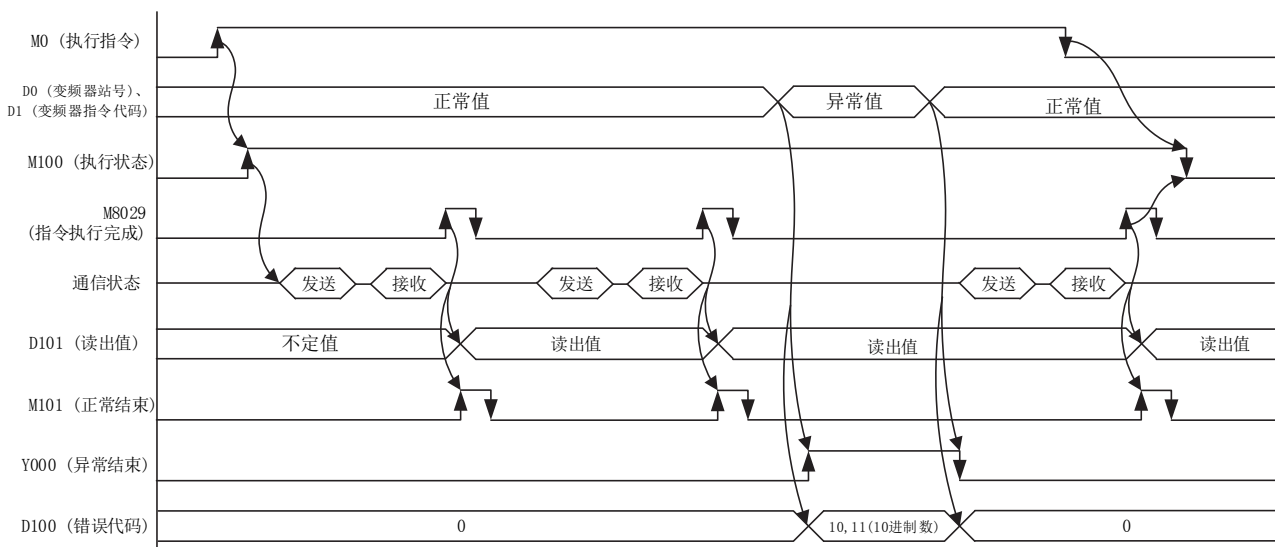 M0 (执行指令)
D0 (变频器站号)、
D1 (变频器指令代码)
正常值
异常值
正常值
M100 (执行状态)
M8029
(指令执行完成)
通信状态
发送
接收
发送
接收
发送
接收
D101 (读出值)
不定值
读出值
读出值
读出值
M101 (正常结束)
Y000 (异常结束)
D100 (错误代码)
0
10,11(10进制数)
0